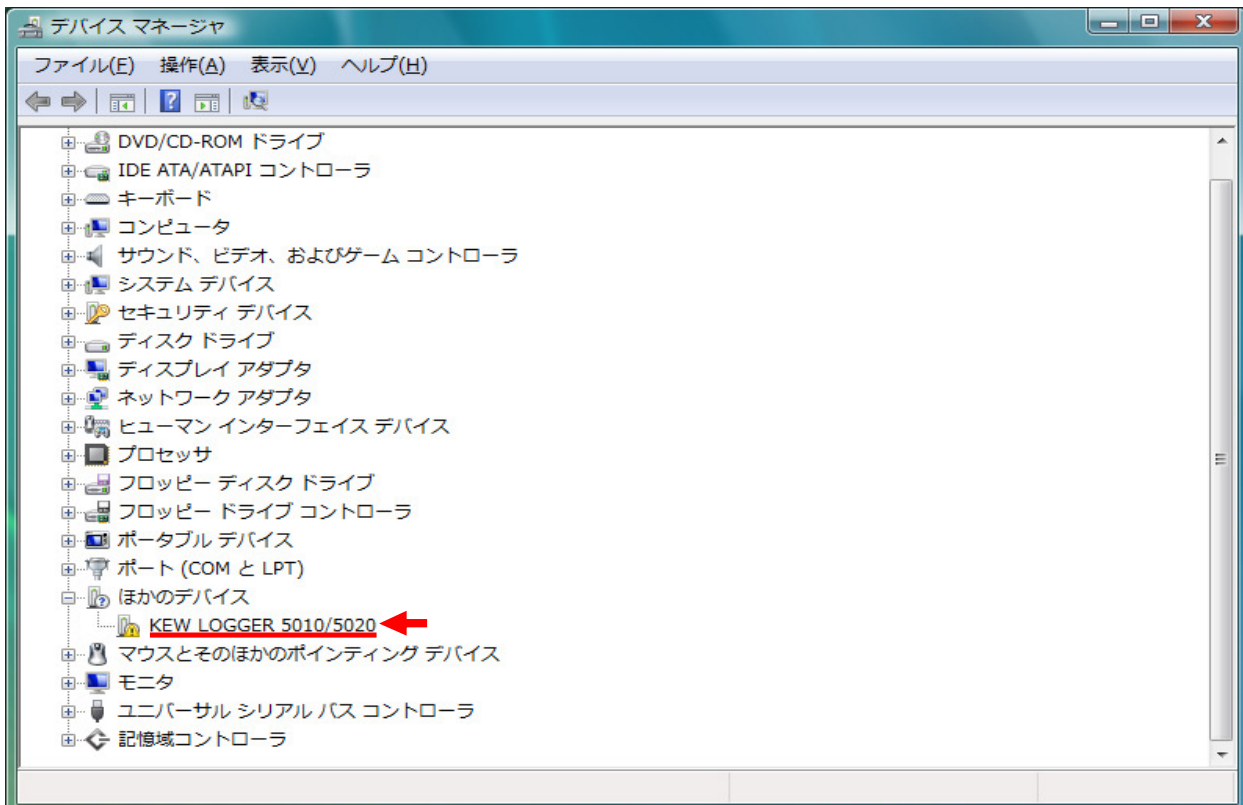 デバイス マネージャ
ファイル(F) 操作(A) 表示(V) ヘルプ(H)
DVD/CD-ROM ドライブ
IDE ATA/ATAPI コントローラ
キーボード
コンピュータ
サウンド、ビデオ、およびゲーム コントローラ
システム デバイス
セキュリティ デバイス
ディスク ドライブ
ディスプレイ アダプタ
ネットワーク アダプタ
ヒューマン インターフェイス デバイス
プロセッサ
フロッピー ディスク ドライブ
フロッピー ドライブ コントローラ
ポータブル デバイス
ポート (COM と LPT)
ほかのデバイス
KEW LOGGER 5010/5020
マウスとそのほかのポインティング デバイス
モニタ
ユニバーサル シリアル バス コントローラ
記憶域コントローラ